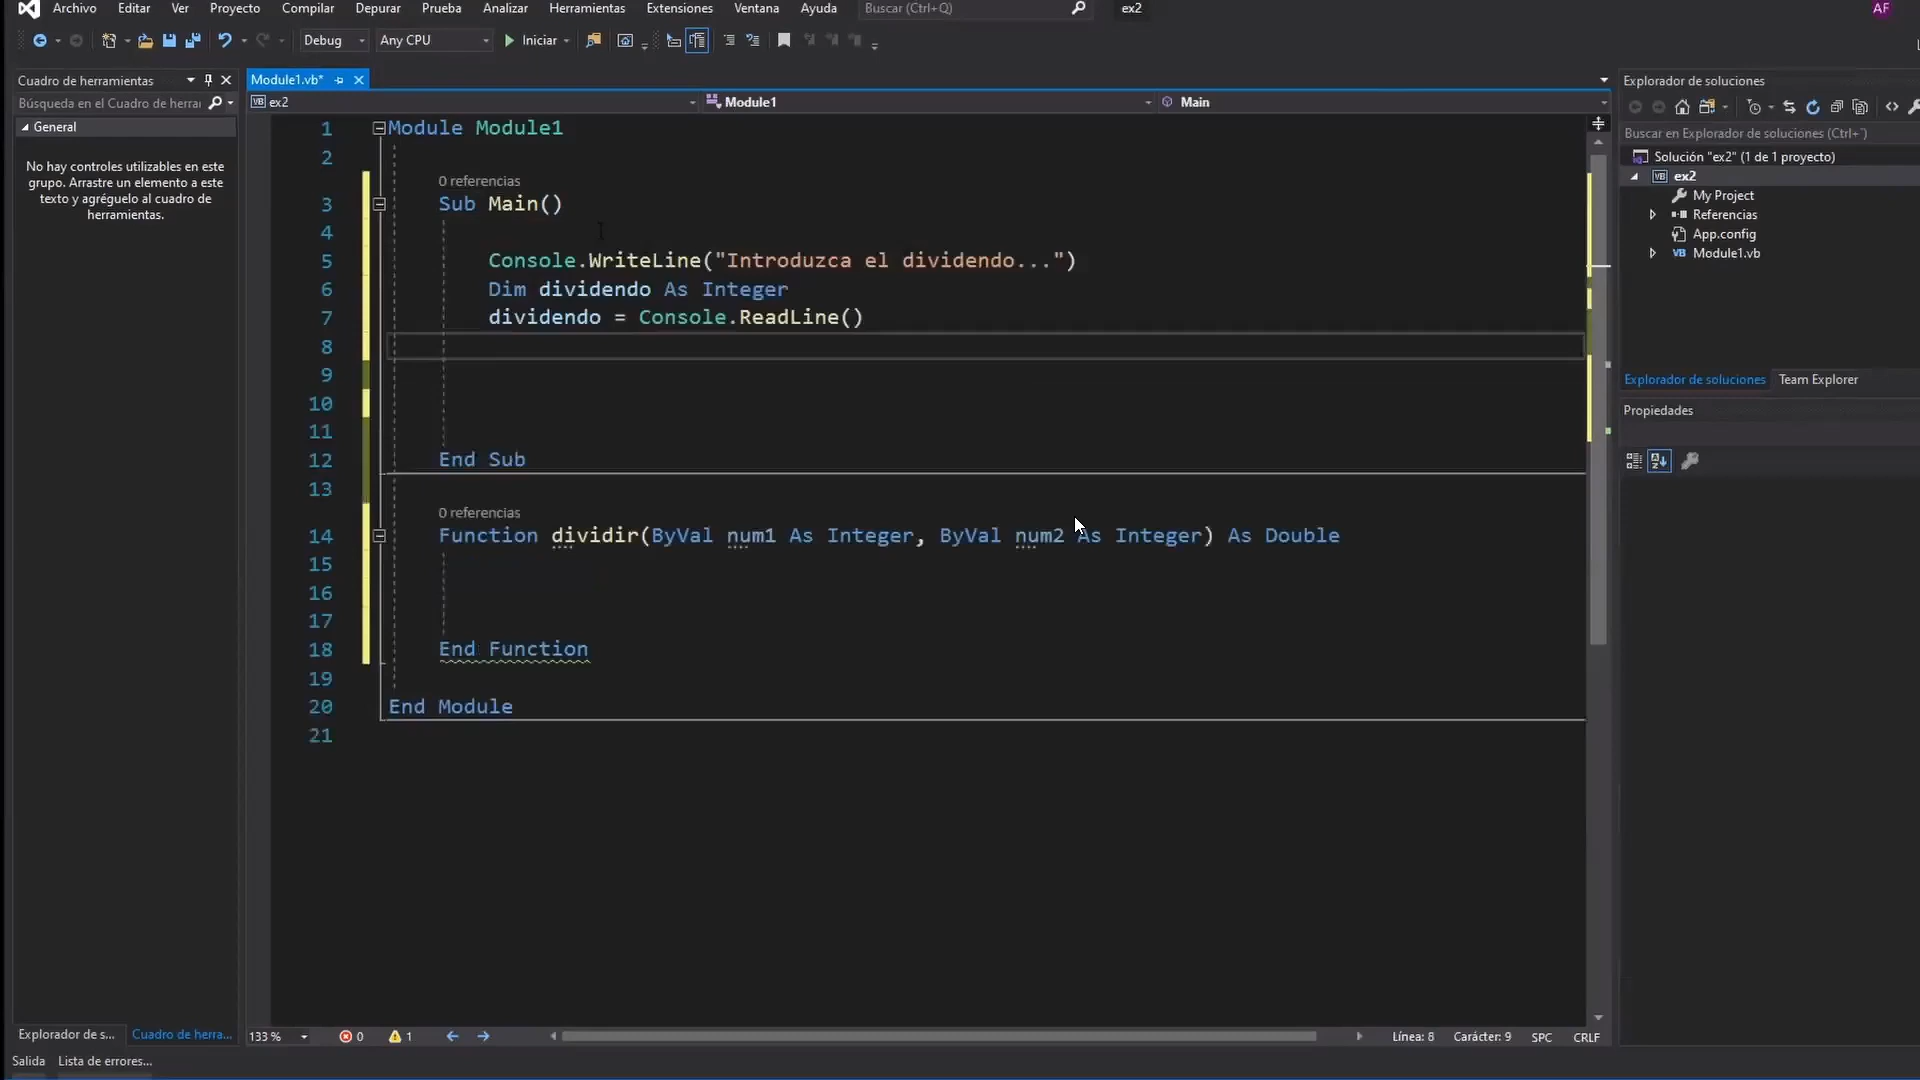 Archivo Editar Ver Proyecto Compilar Depurar Prueba Analizar Herramientas Extensiones Ventana Ayuda Buscar (Ctrl+Q) ex2 AF
Debug Any CPU Iniciar
Cuadro de herramientas
Búsqueda en el Cuadro de herrar
General
No hay controles utilizables en este
grupo. Arrastre un elemento a este
texto y agréguelo al cuadro de
herramientas.
Module1.vb*
ex2 Module1 Main
1 Module Module1
2
0 referencias
3 Sub Main()
4
5 Console.WriteLine("Introduzca el dividendo...")
6 Dim dividendo As Integer
7 dividendo = Console.ReadLine()
8
9
10
11
12 End Sub
13
0 referencias
14 Function dividir(ByVal num1 As Integer, ByVal num2 As Integer) As Double
15
16
17
18 End Function
19
20 End Module
21
Explorador de soluciones
Buscar en Explorador de soluciones (Ctrl+¨)
Solución "ex2" (1 de 1 proyecto)
VB ex2
My Project
Referencias
App.config
VB Module1.vb
Explorador de soluciones Team Explorer
Propiedades
Explorador de s... Cuadro de herra...
133 % 0 1 Línea: 8 Carácter: 9 SPC CRLF
Salida Lista de errores...